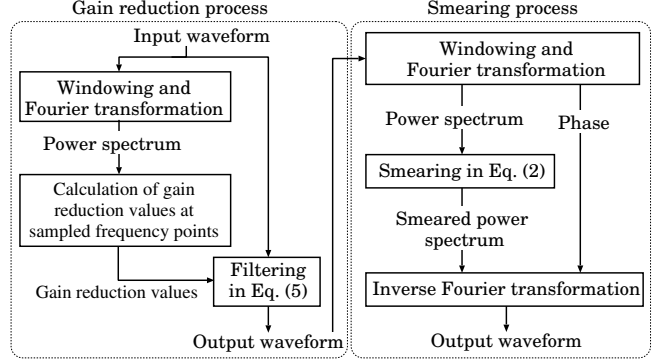 Gain reduction process
Input waveform
Windowing and
Fourier transformation
Power spectrum
Calculation of gain
reduction values at
sampled frequency points
Gain reduction values
Filtering
in Eq. (5)
Output waveform
Smearing process
Windowing and
Fourier transformation
Power spectrum
Phase
Smearing in Eq. (2)
Smeared power
spectrum
Inverse Fourier transformation
Output waveform